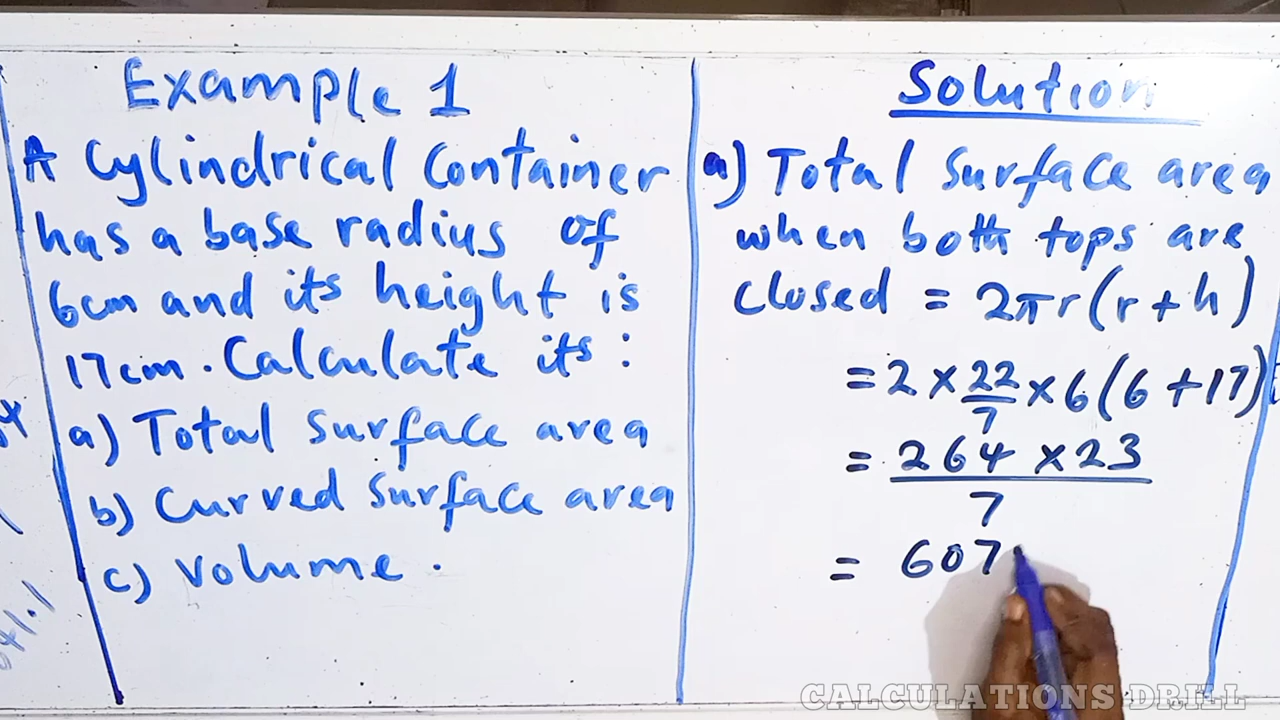 Example 1
A Cylindrical Container
has a base radius of
6cm and its height is
17cm. Calculate its :
a) Total surface area
b) Curved surface area
c) Volume.
Solution
a) Total surface area
when both tops are
closed = 2πr(r+h)
= 2 × 22/7 × 6(6+17)
= 264 × 23
7
= 607
CALCULATIONS DRILL